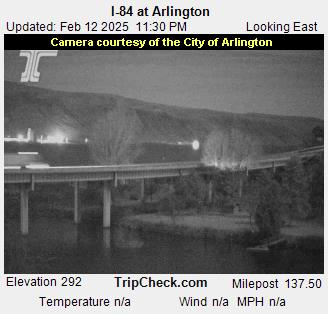 I-84 at Arlington
Updated: Feb 12 2025 11:30 PM Looking East
Camera courtesy of the City of Arlington
Elevation 292 TripCheck.com Milepost 137.50
Temperature n/a Wind n/a MPH n/a